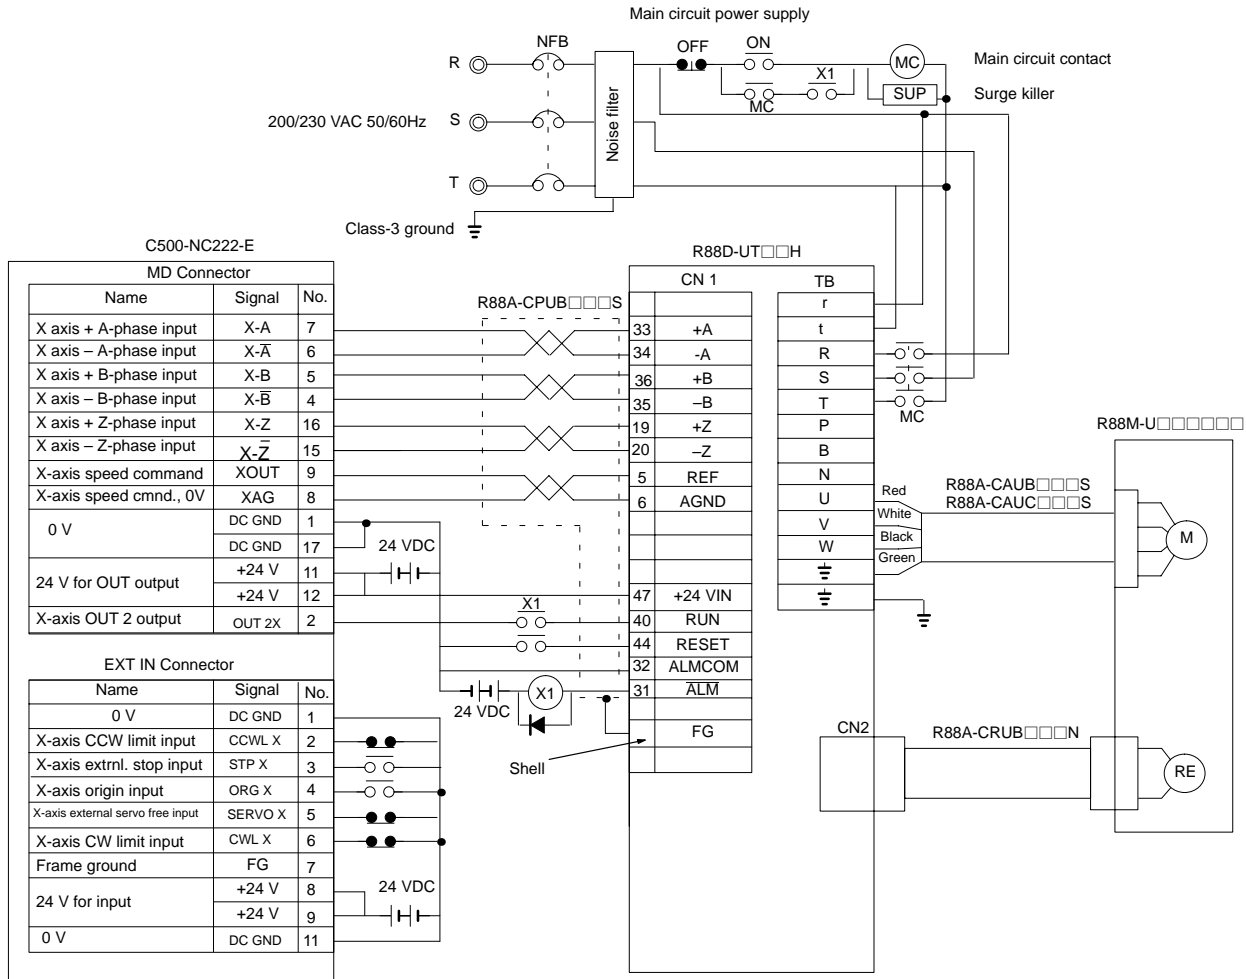 Main circuit power supply
NFB
OFF
ON
R
MC
Main circuit contact
X1
SUP
Surge killer
MC
Noise filter
200/230 VAC 50/60Hz
S
T
Class-3 ground
C500-NC222-E
MD Connector
Name Signal No.
X axis + A-phase input X-A 7
X axis – A-phase input X-A̅ 6
X axis + B-phase input X-B 5
X axis – B-phase input X-B̅ 4
X axis + Z-phase input X-Z 16
X axis – Z-phase input X-Z̅ 15
X-axis speed command XOUT 9
X-axis speed cmnd., 0V XAG 8
0 V DC GND 1
DC GND 17
24 V for OUT output +24 V 11
+24 V 12
X-axis OUT 2 output OUT 2X 2
24 VDC
X1
EXT IN Connector
Name Signal No.
0 V DC GND 1
X-axis CCW limit input CCWL X 2
X-axis extrnl. stop input STP X 3
X-axis origin input ORG X 4
X-axis external servo free input SERVO X 5
X-axis CW limit input CWL X 6
Frame ground FG 7
24 V for input +24 V 8
+24 V 9
0 V DC GND 11
24 VDC
24 VDC
X1
Shell
R88A-CPUB□□□S
R88D-UT□□H
CN 1
33 +A
34 -A
36 +B
35 –B
19 +Z
20 –Z
5 REF
6 AGND
47 +24 VIN
40 RUN
44 RESET
32 ALMCOM
31 A̅L̅M̅
FG
TB
r
t
R
S
T
P
B
N
U
V
W
MC
Red
White
Black
Green
R88A-CAUB□□□S
R88A-CAUC□□□S
R88M-U□□□□□□
M
CN2
R88A-CRUB□□□N
RE